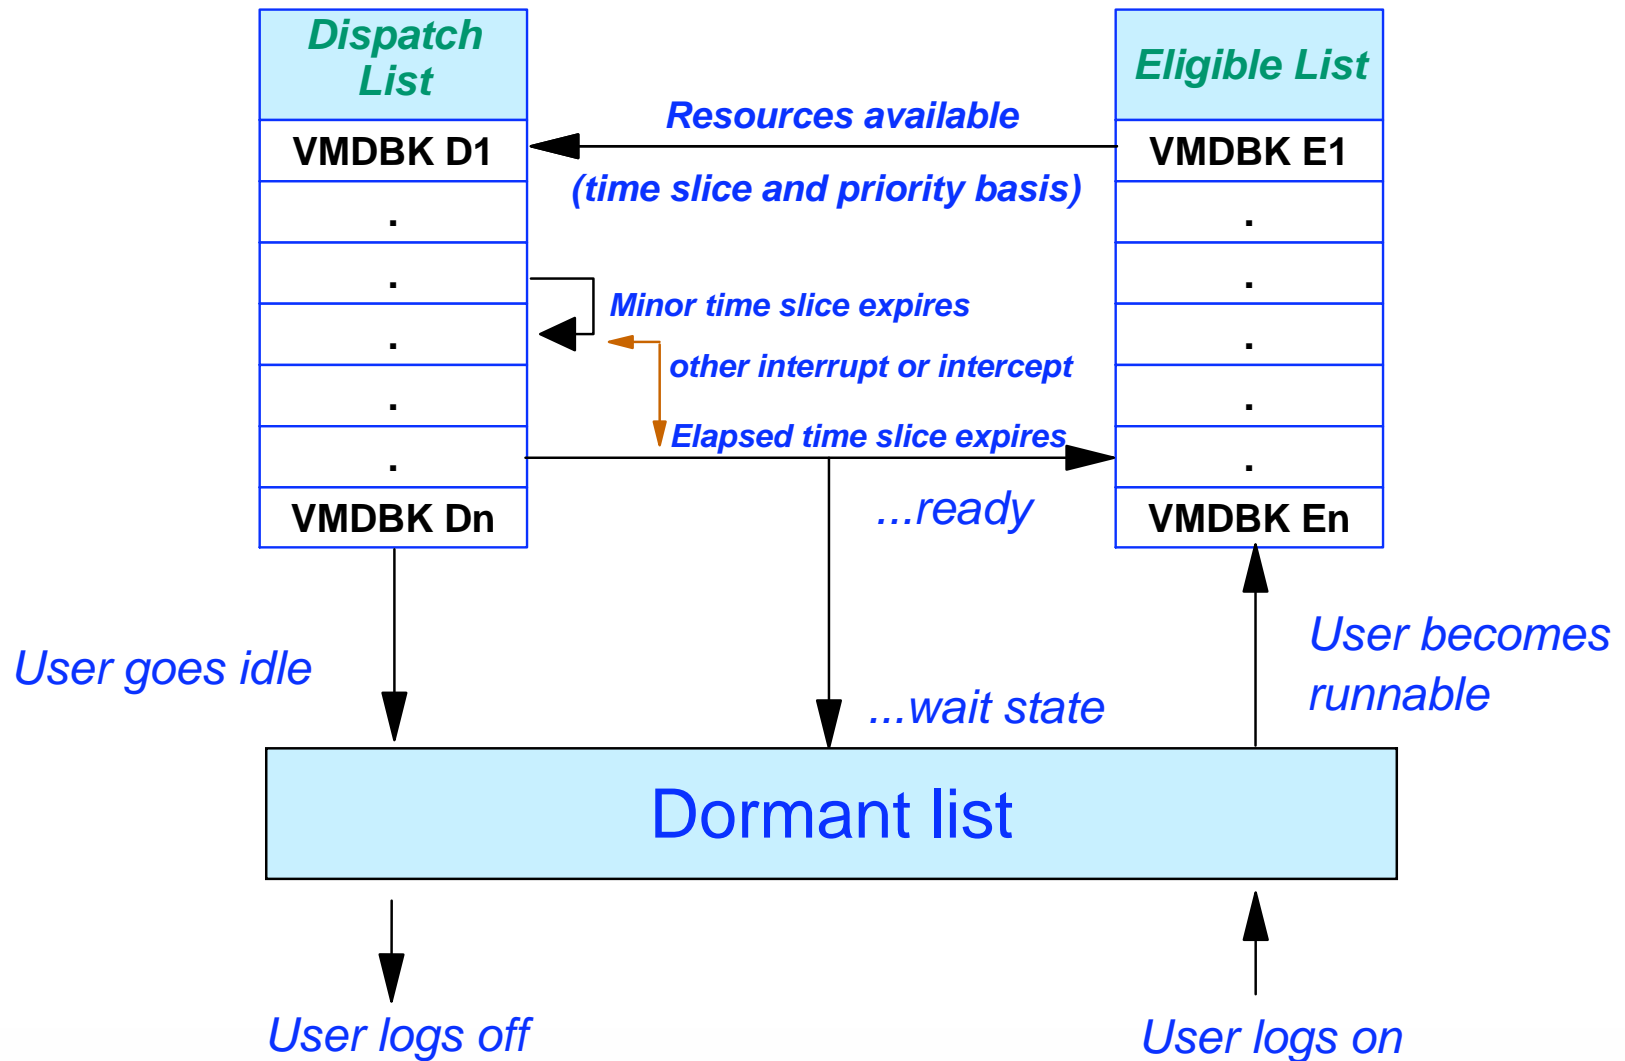 Dispatch
List
Eligible List
Resources available
VMDBK D1
VMDBK E1
(time slice and priority basis)
.
.
.
.
Minor time slice expires
.
.
other interrupt or intercept
.
.
Elapsed time slice expires
.
.
...ready
VMDBK Dn
VMDBK En
User becomes
runnable
User goes idle
...wait state
Dormant list
User logs off
User logs on